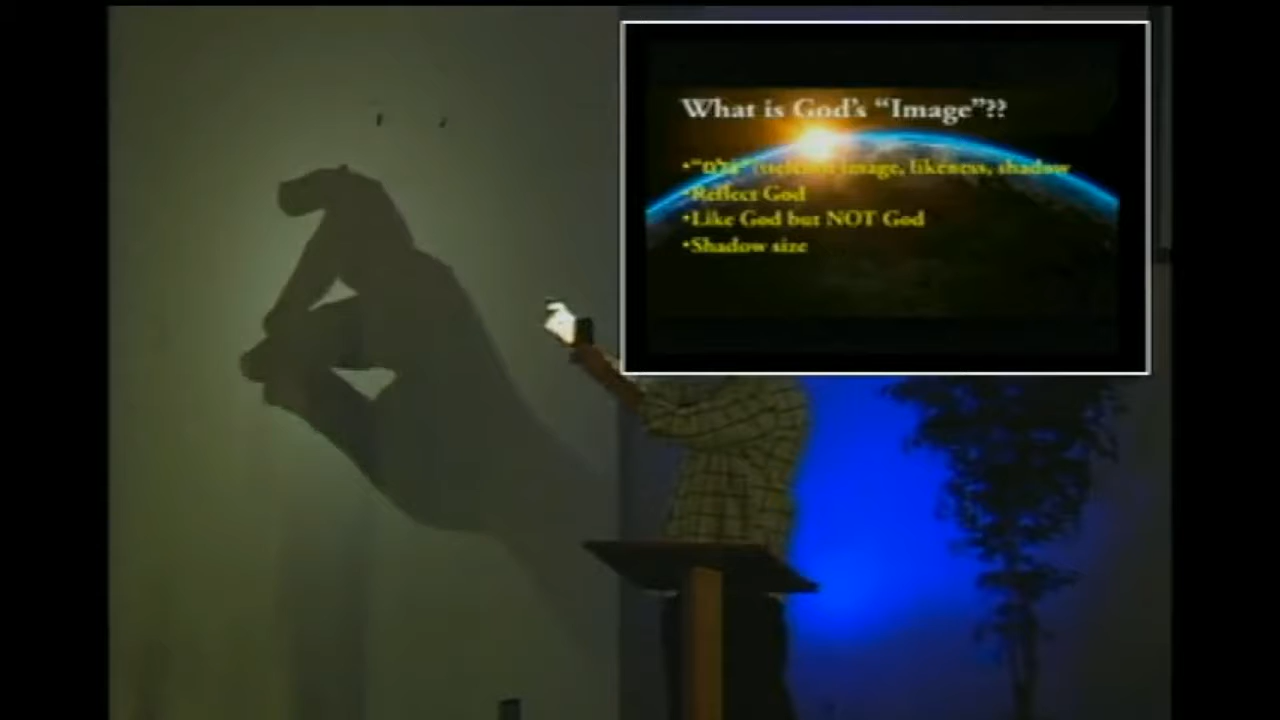 What is God's "Image"??
image, likeness, shadow
•Reflect God
•Like God but NOT God
•Shadow size